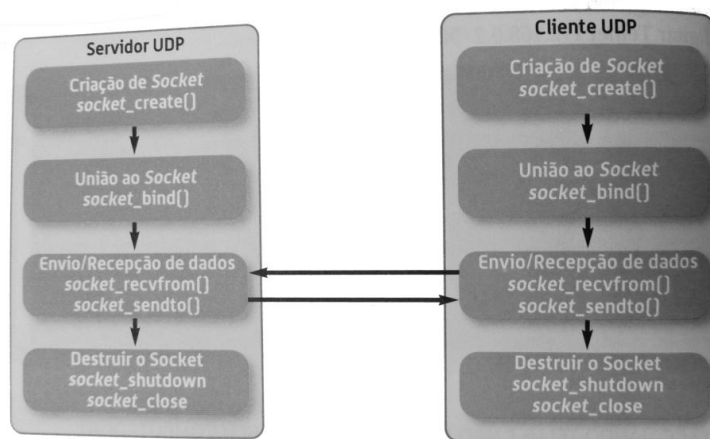 Servidor UDP
Criação de Socket
socket_create()
União ao Socket
socket_bind()
Envio/Recepção de dados
socket_recvfrom()
socket_sendto()
Destruir o Socket
socket_shutdown
socket_close
Cliente UDP
Criação de Socket
socket_create()
União ao Socket
socket_bind()
Envio/Recepção de dados
socket_recvfrom()
socket_sendto()
Destruir o Socket
socket_shutdown
socket_close